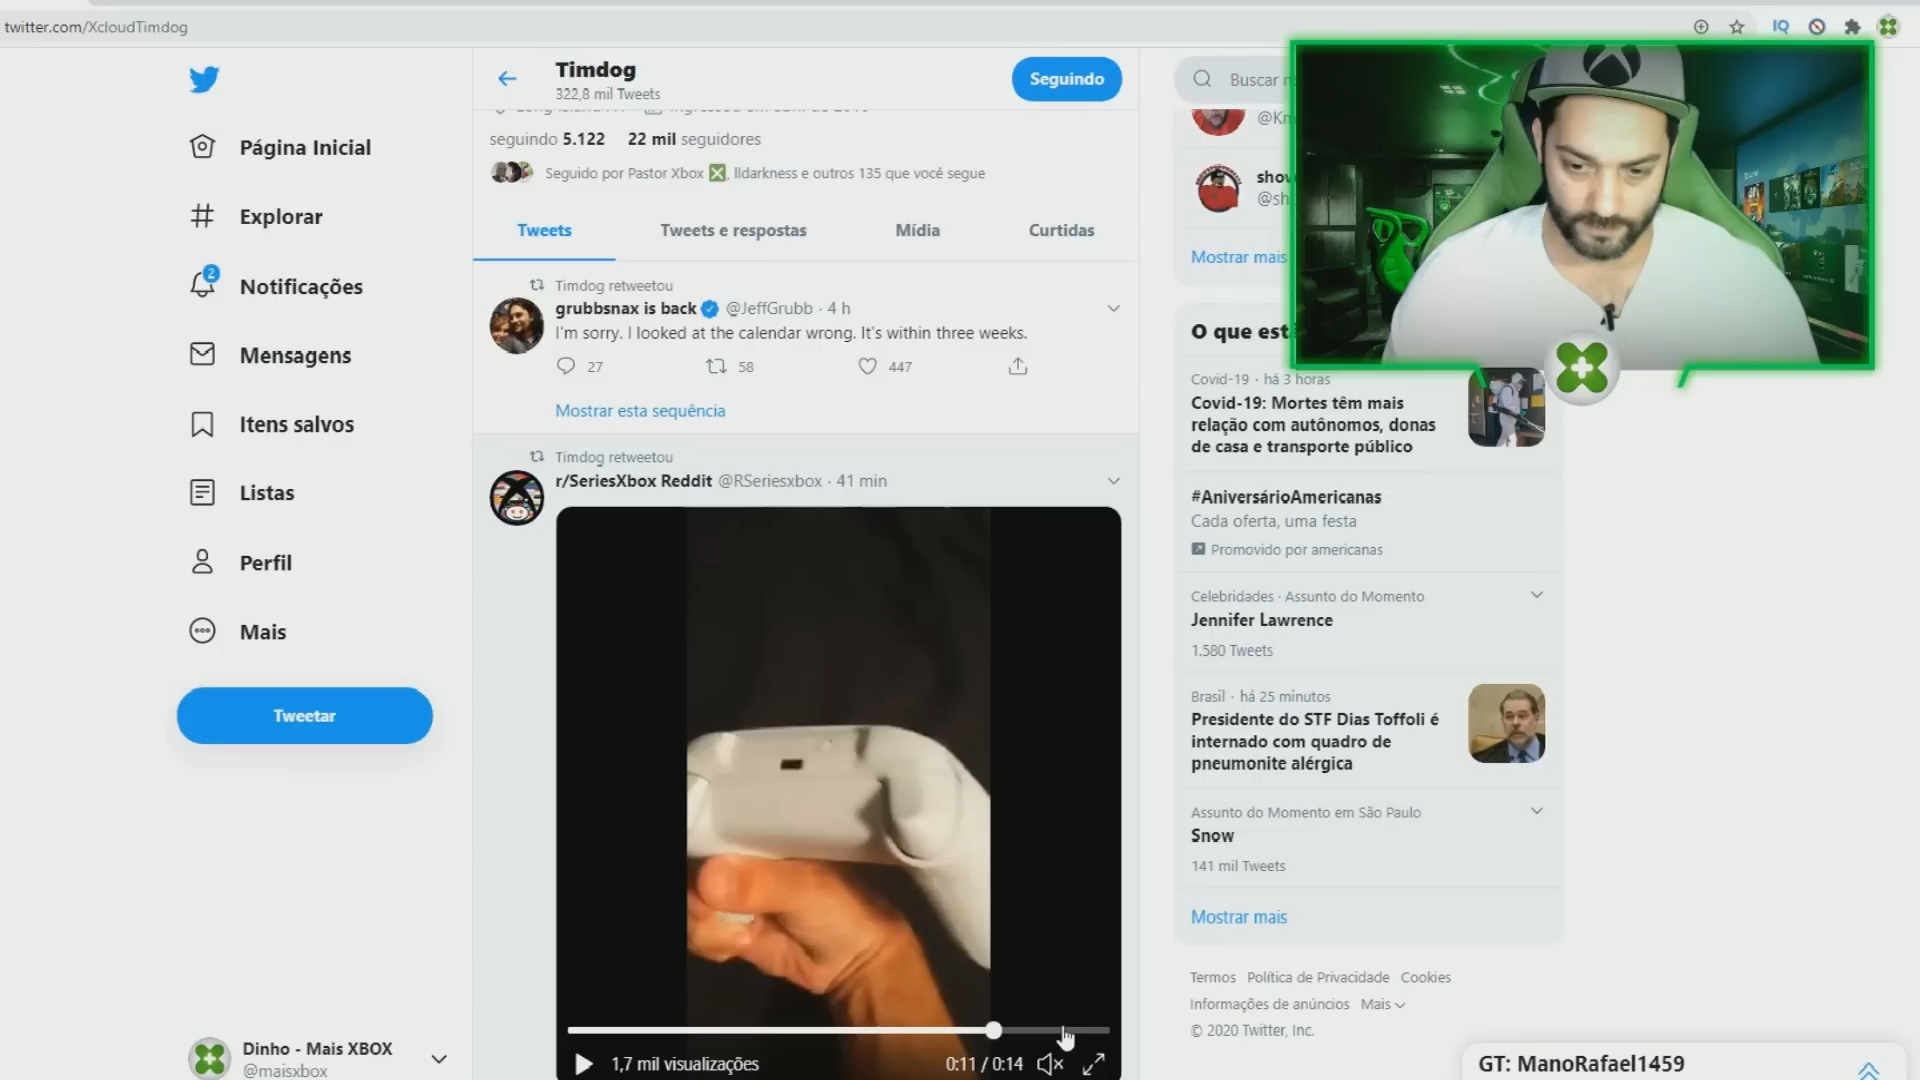 twitter.com/XcloudTimdog
IQ
Timdog
322,8 mil Tweets
Seguindo
Buscar
seguindo 5.122 22 mil seguidores
Seguido por Pastor Xbox ❎, lldarkness e outros 135 que você segue
Tweets
Tweets e respostas
Mídia
Curtidas
Página Inicial
Explorar
2
Notificações
Mensagens
Itens salvos
Listas
Perfil
Mais
Tweetar
Dinho - Mais XBOX
@maisxbox
Timdog retweetou
grubbsnax is back @JeffGrubb · 4 h
I'm sorry. I looked at the calendar wrong. It's within three weeks.
27
58
447
Mostrar esta sequência
Timdog retweetou
r/SeriesXbox Reddit @RSeriesxbox · 41 min
1,7 mil visualizações
0:11 / 0:14
@Kn
show
@sho
Mostrar mais
O que est
Covid-19 · há 3 horas
Covid-19: Mortes têm mais
relação com autônomos, donas
de casa e transporte público
#AniversárioAmericanas
Cada oferta, uma festa
Promovido por americanas
Celebridades · Assunto do Momento
Jennifer Lawrence
1.580 Tweets
Brasil · há 25 minutos
Presidente do STF Dias Toffoli é
internado com quadro de
pneumonite alérgica
Assunto do Momento em São Paulo
Snow
141 mil Tweets
Mostrar mais
Termos Política de Privacidade Cookies
Informações de anúncios Mais
© 2020 Twitter, Inc.
GT: ManoRafael1459